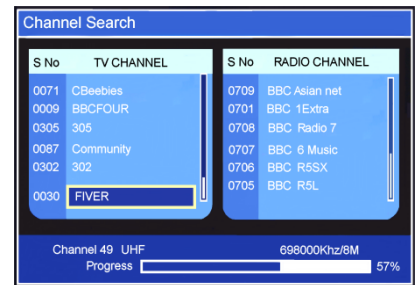 Channel Search
S No TV CHANNEL
0071 CBeebies
0009 BBCFOUR
0305 305
0087 Community
0302 302
0030 FIVER
S No RADIO CHANNEL
0709 BBC Asian net
0701 BBC 1Extra
0708 BBC Radio 7
0707 BBC 6 Music
0706 BBC R5SX
0705 BBC R5L
Channel 49 UHF 698000Khz/8M
Progress 57%